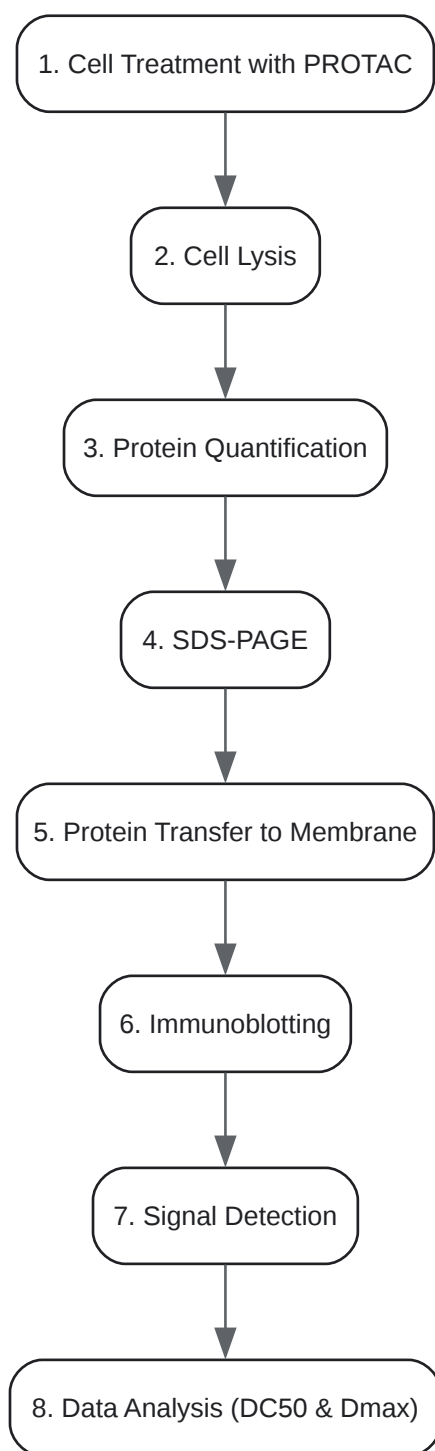 1. Cell Treatment with PROTAC
2. Cell Lysis
3. Protein Quantification
4. SDS-PAGE
5. Protein Transfer to Membrane
6. Immunoblotting
7. Signal Detection
8. Data Analysis (DC50 & Dmax)